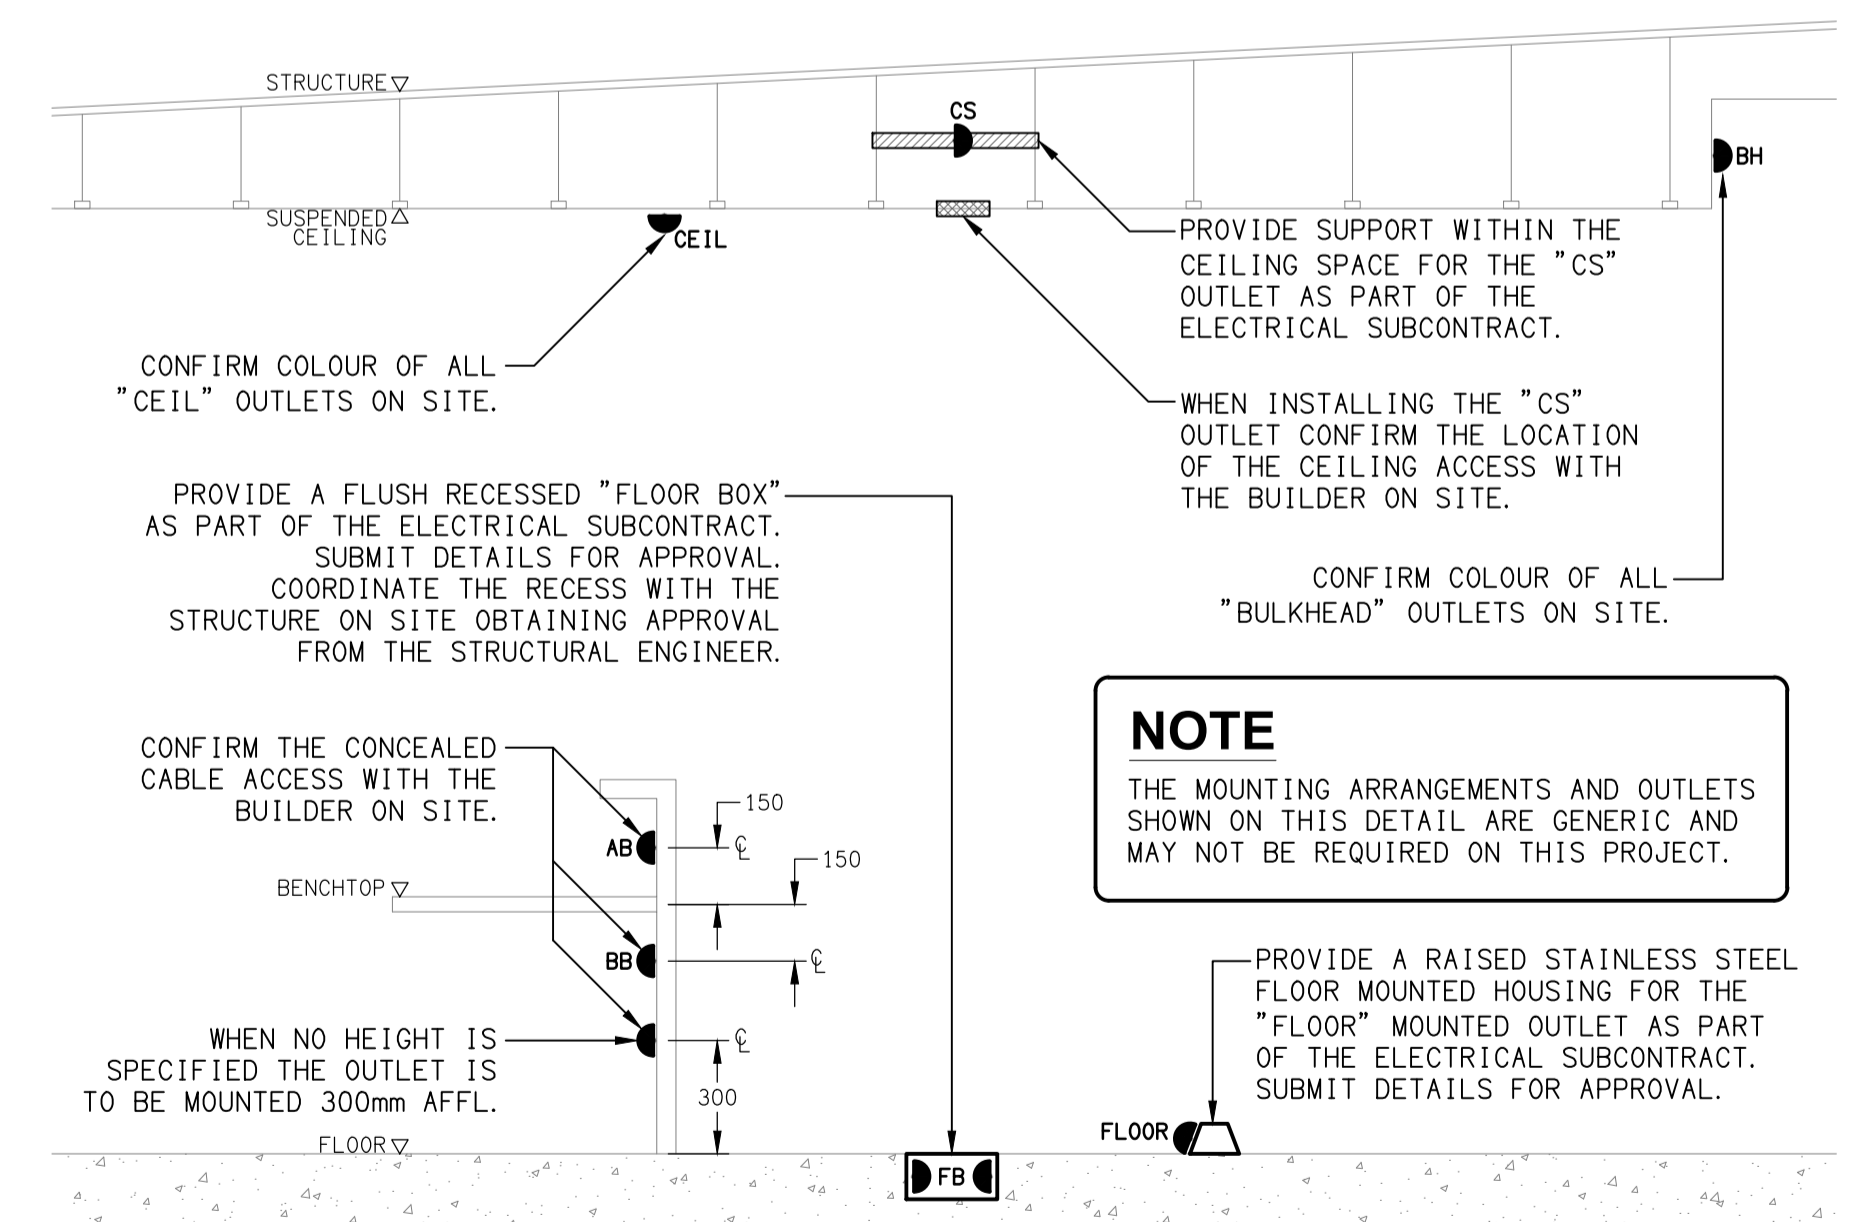 STRUCTURE
CS
BH
SUSPENDED
CEILING
CEIL
PROVIDE SUPPORT WITHIN THE
CEILING SPACE FOR THE "CS"
OUTLET AS PART OF THE
ELECTRICAL SUBCONTRACT.
CONFIRM COLOUR OF ALL
"CEIL" OUTLETS ON SITE.
WHEN INSTALLING THE "CS"
OUTLET CONFIRM THE LOCATION
OF THE CEILING ACCESS WITH
THE BUILDER ON SITE.
PROVIDE A FLUSH RECESSED "FLOOR BOX"
AS PART OF THE ELECTRICAL SUBCONTRACT.
SUBMIT DETAILS FOR APPROVAL.
COORDINATE THE RECESS WITH THE
STRUCTURE ON SITE OBTAINING APPROVAL
FROM THE STRUCTURAL ENGINEER.
CONFIRM COLOUR OF ALL
"BULKHEAD" OUTLETS ON SITE.
NOTE
THE MOUNTING ARRANGEMENTS AND OUTLETS
SHOWN ON THIS DETAIL ARE GENERIC AND
MAY NOT BE REQUIRED ON THIS PROJECT.
CONFIRM THE CONCEALED
CABLE ACCESS WITH THE
BUILDER ON SITE.
150
AB
℄
150
BENCHTOP
BB
℄
WHEN NO HEIGHT IS
SPECIFIED THE OUTLET IS
TO BE MOUNTED 300mm AFFL.
℄
300
PROVIDE A RAISED STAINLESS STEEL
FLOOR MOUNTED HOUSING FOR THE
"FLOOR" MOUNTED OUTLET AS PART
OF THE ELECTRICAL SUBCONTRACT.
SUBMIT DETAILS FOR APPROVAL.
FLOOR
FLOOR
FB